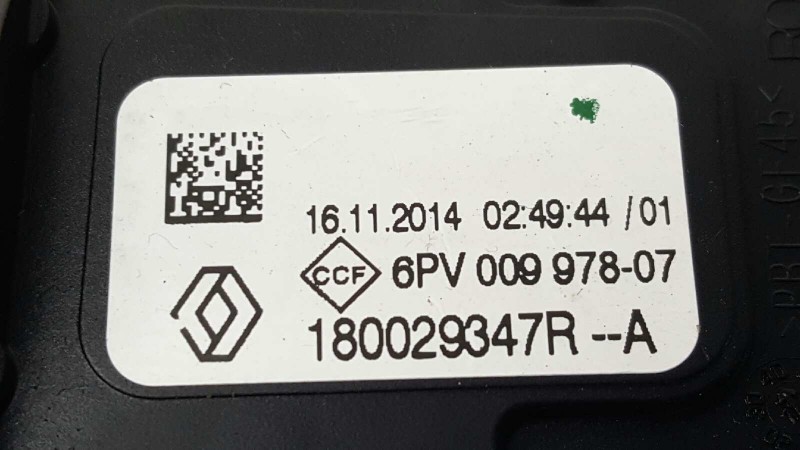 16.11.2014 02:49:44 /01
CCF 6PV 009 978-07
180029347R --A